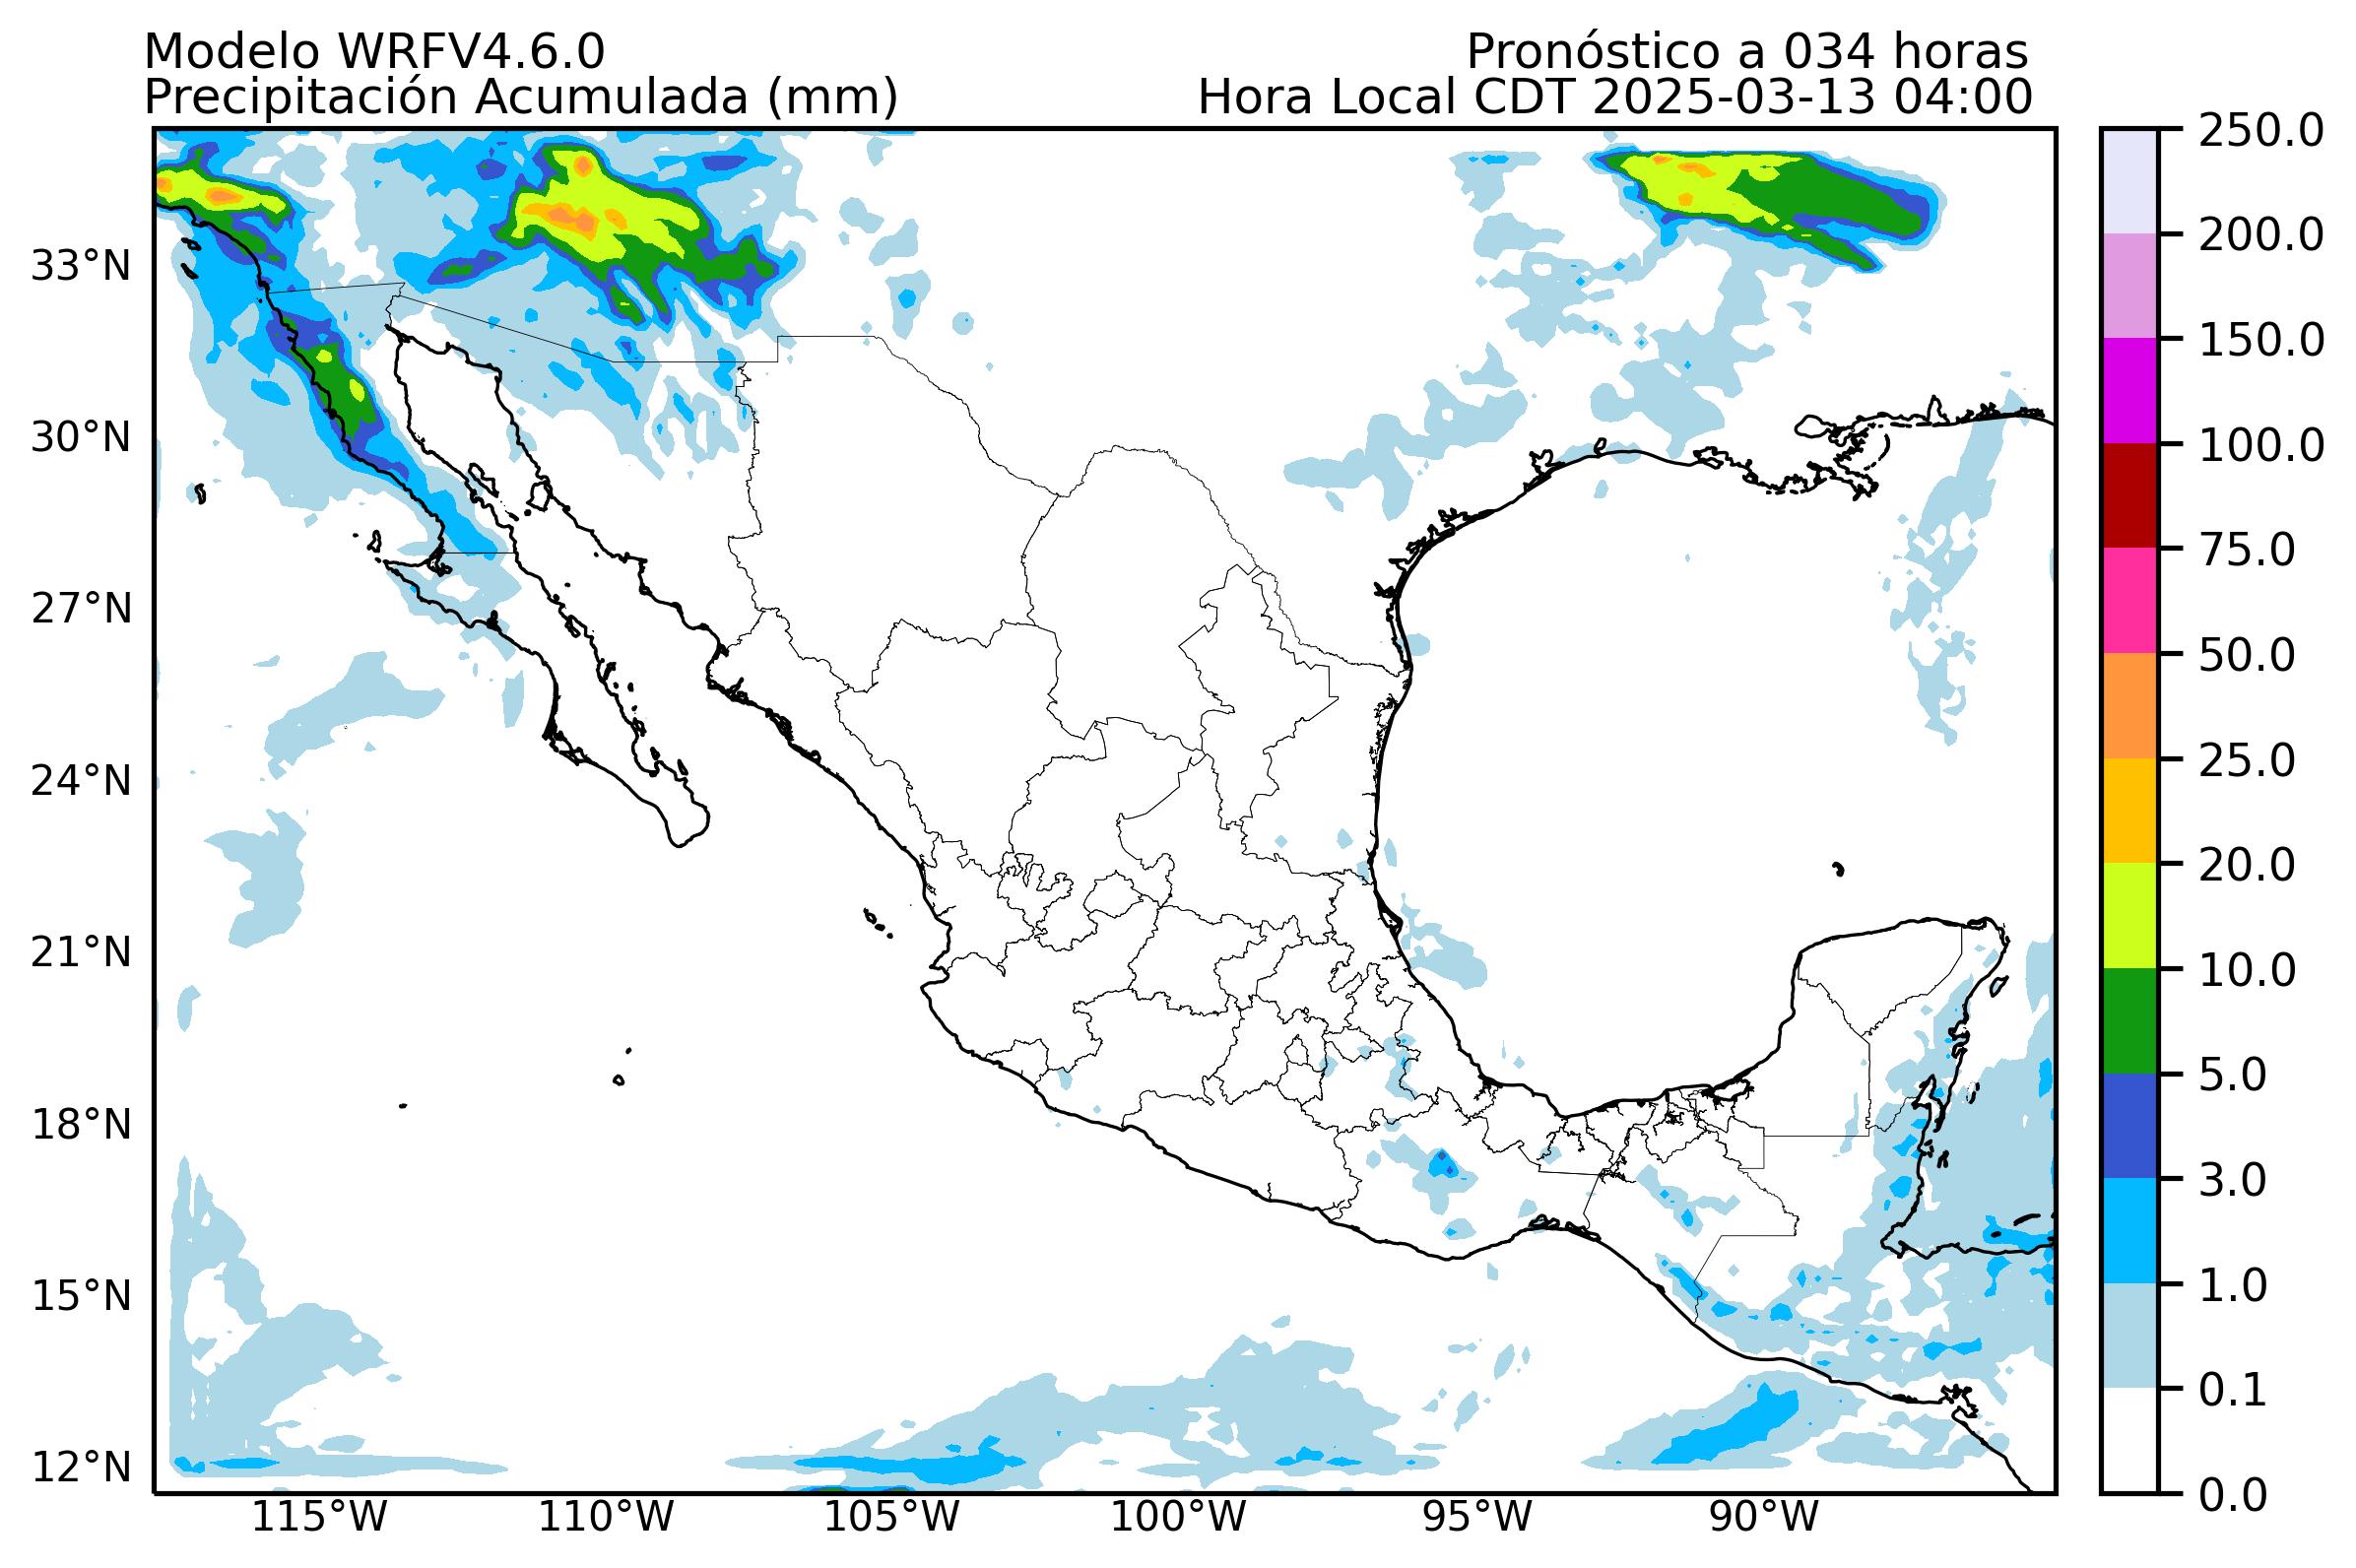 Modelo WRFV4.6.0
Pronóstico a 034 horas
Precipitación Acumulada (mm)
Hora Local CDT 2025-03-13 04:00
33°N
30°N
27°N
24°N
21°N
18°N
15°N
12°N
115°W
110°W
105°W
100°W
95°W
90°W
250.0
200.0
150.0
100.0
75.0
50.0
25.0
20.0
10.0
5.0
3.0
1.0
0.1
0.0